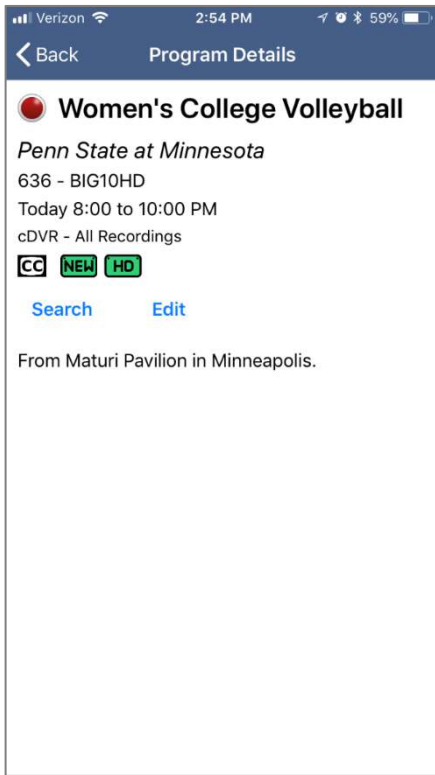 Verizon 2:54 PM 59%
Back Program Details
Women's College Volleyball
Penn State at Minnesota
636 - BIG10HD
Today 8:00 to 10:00 PM
cDVR - All Recordings
CC NEW HD
Search Edit
From Maturi Pavilion in Minneapolis.